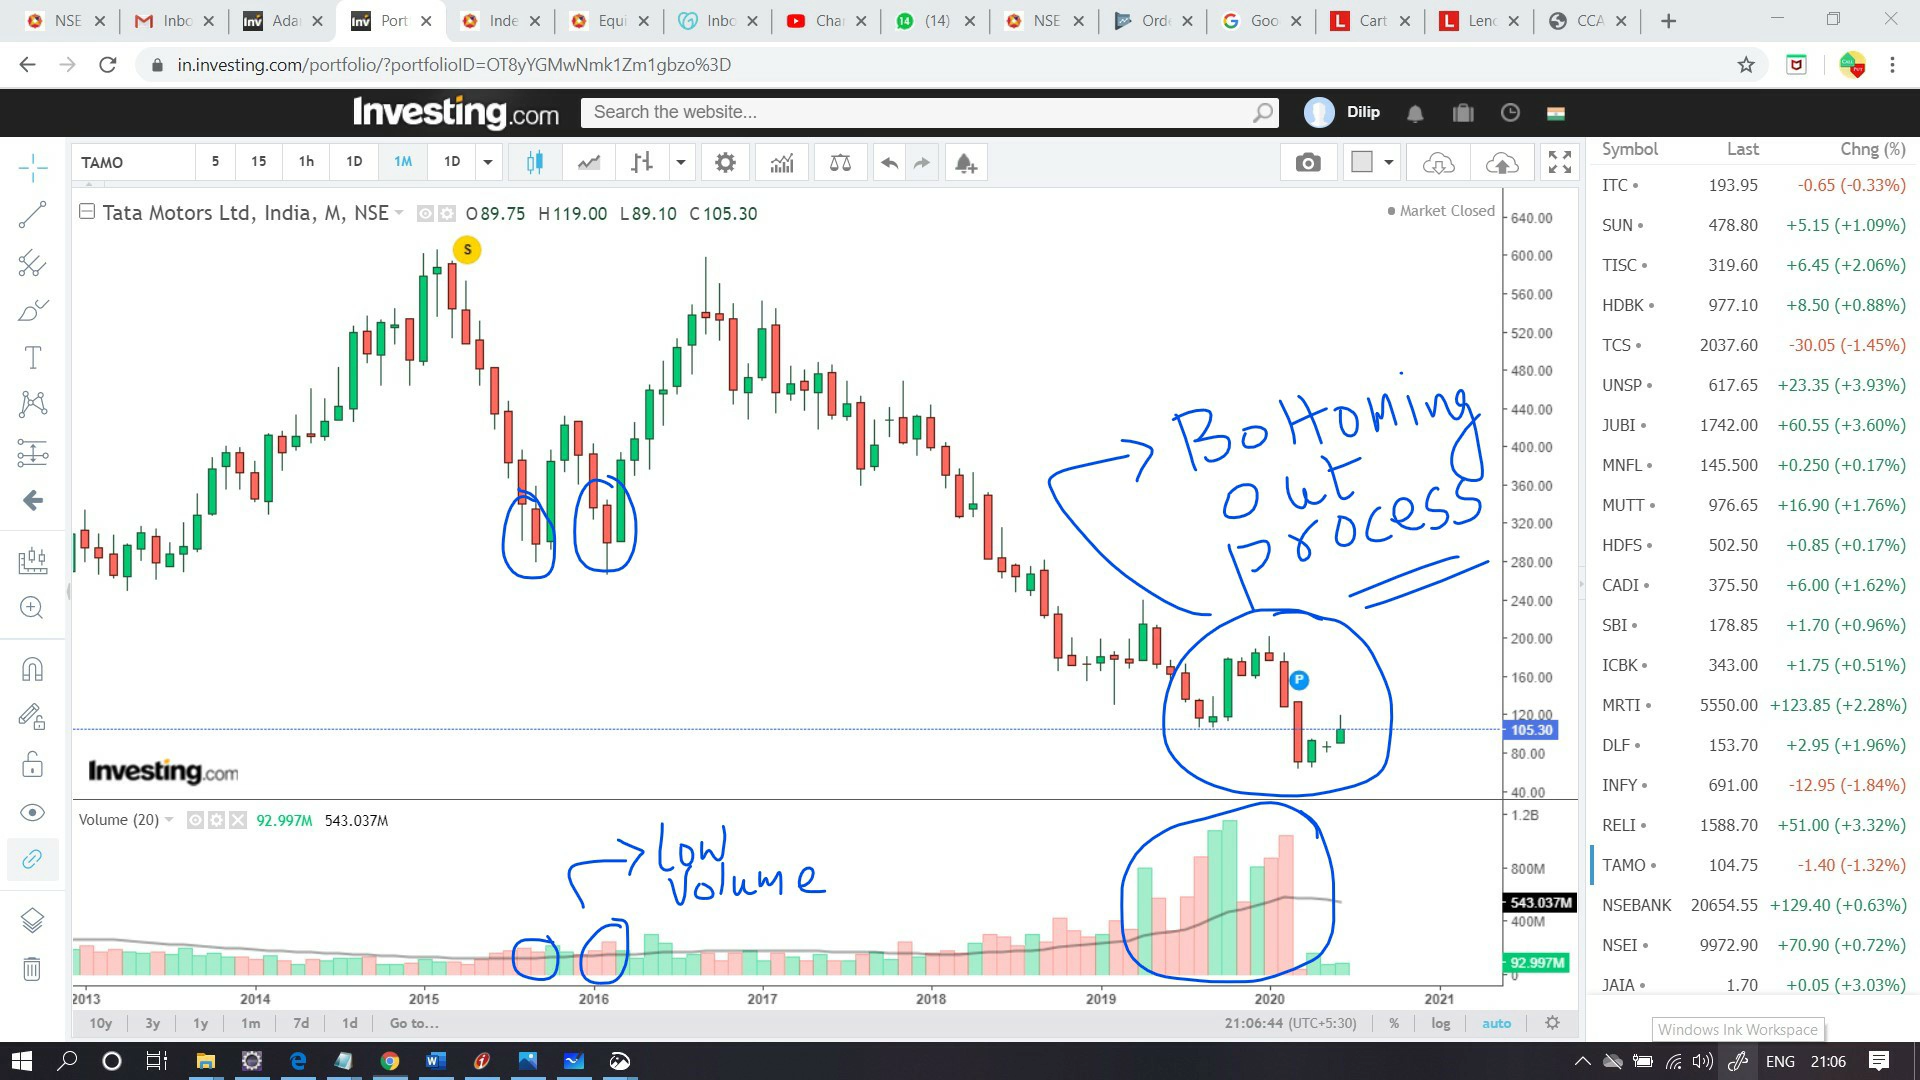 NSE
Inbo
Adar
Port
Inde
Equi
Inbo
Char
(14)
NSE
Orde
Goo
Cart
Lenc
CCA
in.investing.com/portfolio/?portfolioID=OT8yYGMwNmk1Zm1gbzo%3D
Investing.com
Search the website...
Dilip
TAMO
5
15
1h
1D
1M
1D
Symbol Last Chng (%)
ITC 193.95 -0.65 (-0.33%)
SUN 478.80 +5.15 (+1.09%)
TISC 319.60 +6.45 (+2.06%)
HDBK 977.10 +8.50 (+0.88%)
TCS 2037.60 -30.05 (-1.45%)
UNSP 617.65 +23.35 (+3.93%)
JUBI 1742.00 +60.55 (+3.60%)
MNFL 145.500 +0.250 (+0.17%)
MUTT 976.65 +16.90 (+1.76%)
HDFS 502.50 +0.85 (+0.17%)
CADI 375.50 +6.00 (+1.62%)
SBI 178.85 +1.70 (+0.96%)
ICBK 343.00 +1.75 (+0.51%)
MRTI 5550.00 +123.85 (+2.28%)
DLF 153.70 +2.95 (+1.96%)
INFY 691.00 -12.95 (-1.84%)
RELI 1588.70 +51.00 (+3.32%)
TAMO 104.75 -1.40 (-1.32%)
NSEBANK 20654.55 +129.40 (+0.63%)
NSEI 9972.90 +70.90 (+0.72%)
JAIA 1.70 +0.05 (+3.03%)
Tata Motors Ltd, India, M, NSE O89.75 H119.00 L89.10 C105.30
Market Closed
S
P
640.00
600.00
560.00
520.00
480.00
440.00
400.00
360.00
320.00
280.00
240.00
200.00
160.00
120.00
105.30
80.00
40.00
Bottoming
out
process
Investing.com
Volume (20) 92.997M 543.037M
Low
Volume
1.2B
800M
543.037M
400M
92.997M
0
2013 2014 2015 2016 2017 2018 2019 2020 2021
10y 3y 1y 1m 7d 1d Go to...
21:06:44 (UTC+5:30) % log auto
Windows Ink Workspace
ENG 21:06